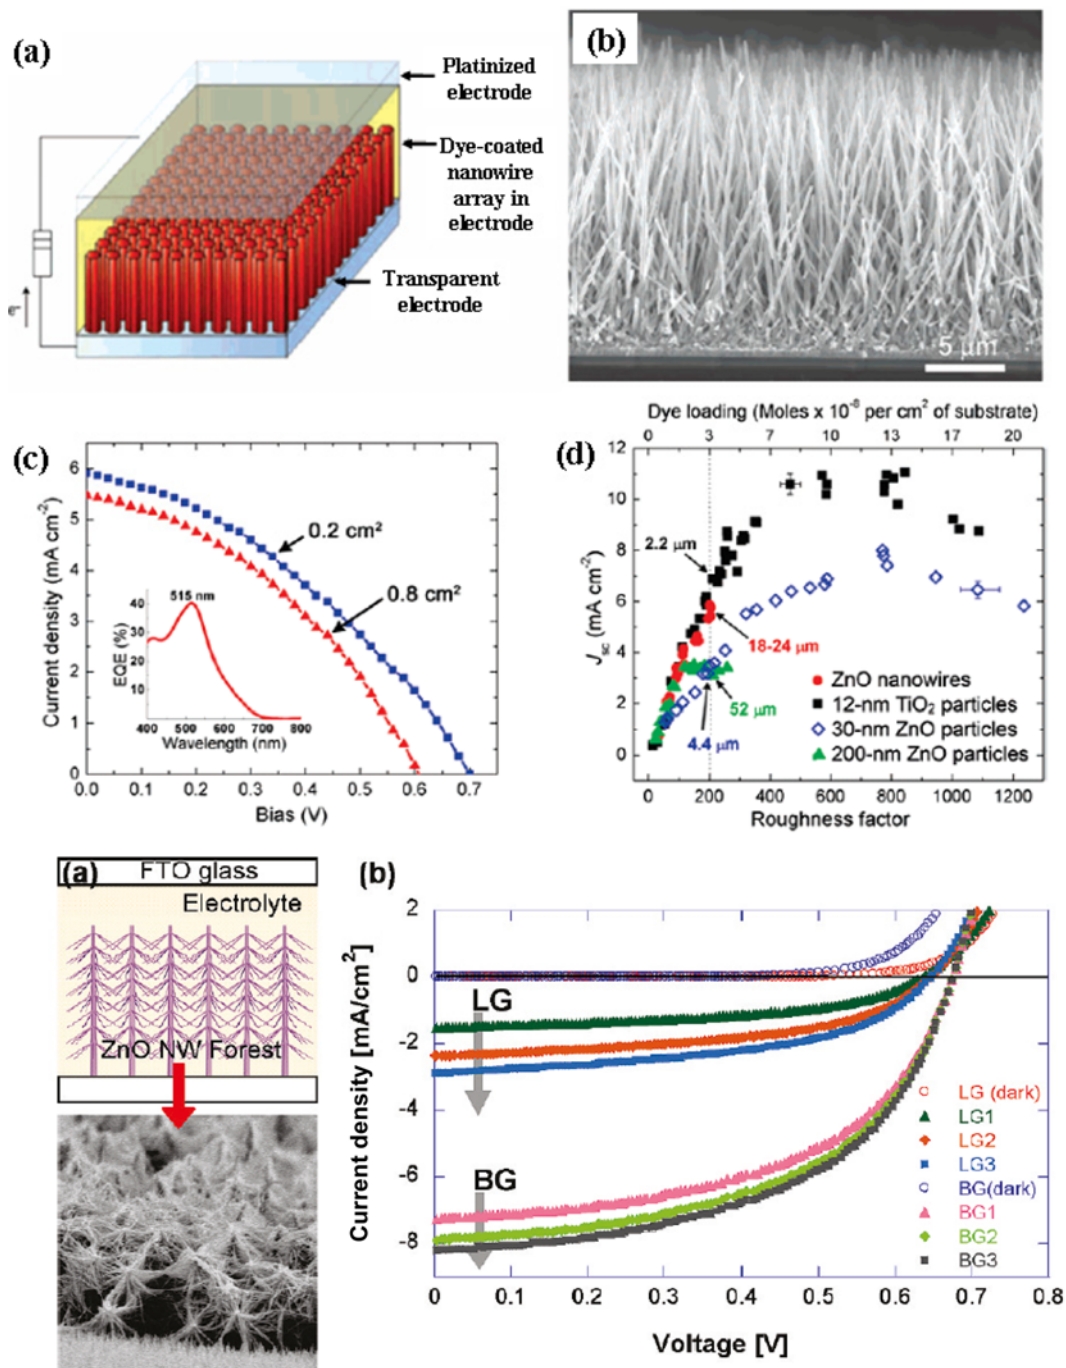 (a)
Platinized
electrode
Dye-coated
nanowire
array in
electrode
Transparent
electrode
(b)
5 μm
(c)
Current density (mA cm⁻²)
6
5
4
3
2
1
0
0.0 0.1 0.2 0.3 0.4 0.5 0.6 0.7
Bias (V)
0.2 cm²
0.8 cm²
515 nm
EQE (%)
40
30
20
10
400 500 600 700 800
Wavelength (nm)
(d)
Dye loading (Moles x 10⁻⁸ per cm² of substrate)
0 1 3 7 10 13 17 20
Jsc (mA cm⁻²)
12
10
8
6
4
2
0
2.2 μm
18-24 μm
52 μm
4.4 μm
ZnO nanowires
12-nm TiO₂ particles
30-nm ZnO particles
200-nm ZnO particles
0 200 400 600 800 1000 1200
Roughness factor
(a)
FTO glass
Electrolyte
ZnO NW Forest
(b)
Current density [mA/cm²]
2
0
-2
-4
-6
-8
LG
BG
LG (dark)
LG1
LG2
LG3
BG(dark)
BG1
BG2
BG3
0 0.1 0.2 0.3 0.4 0.5 0.6 0.7 0.8
Voltage [V]